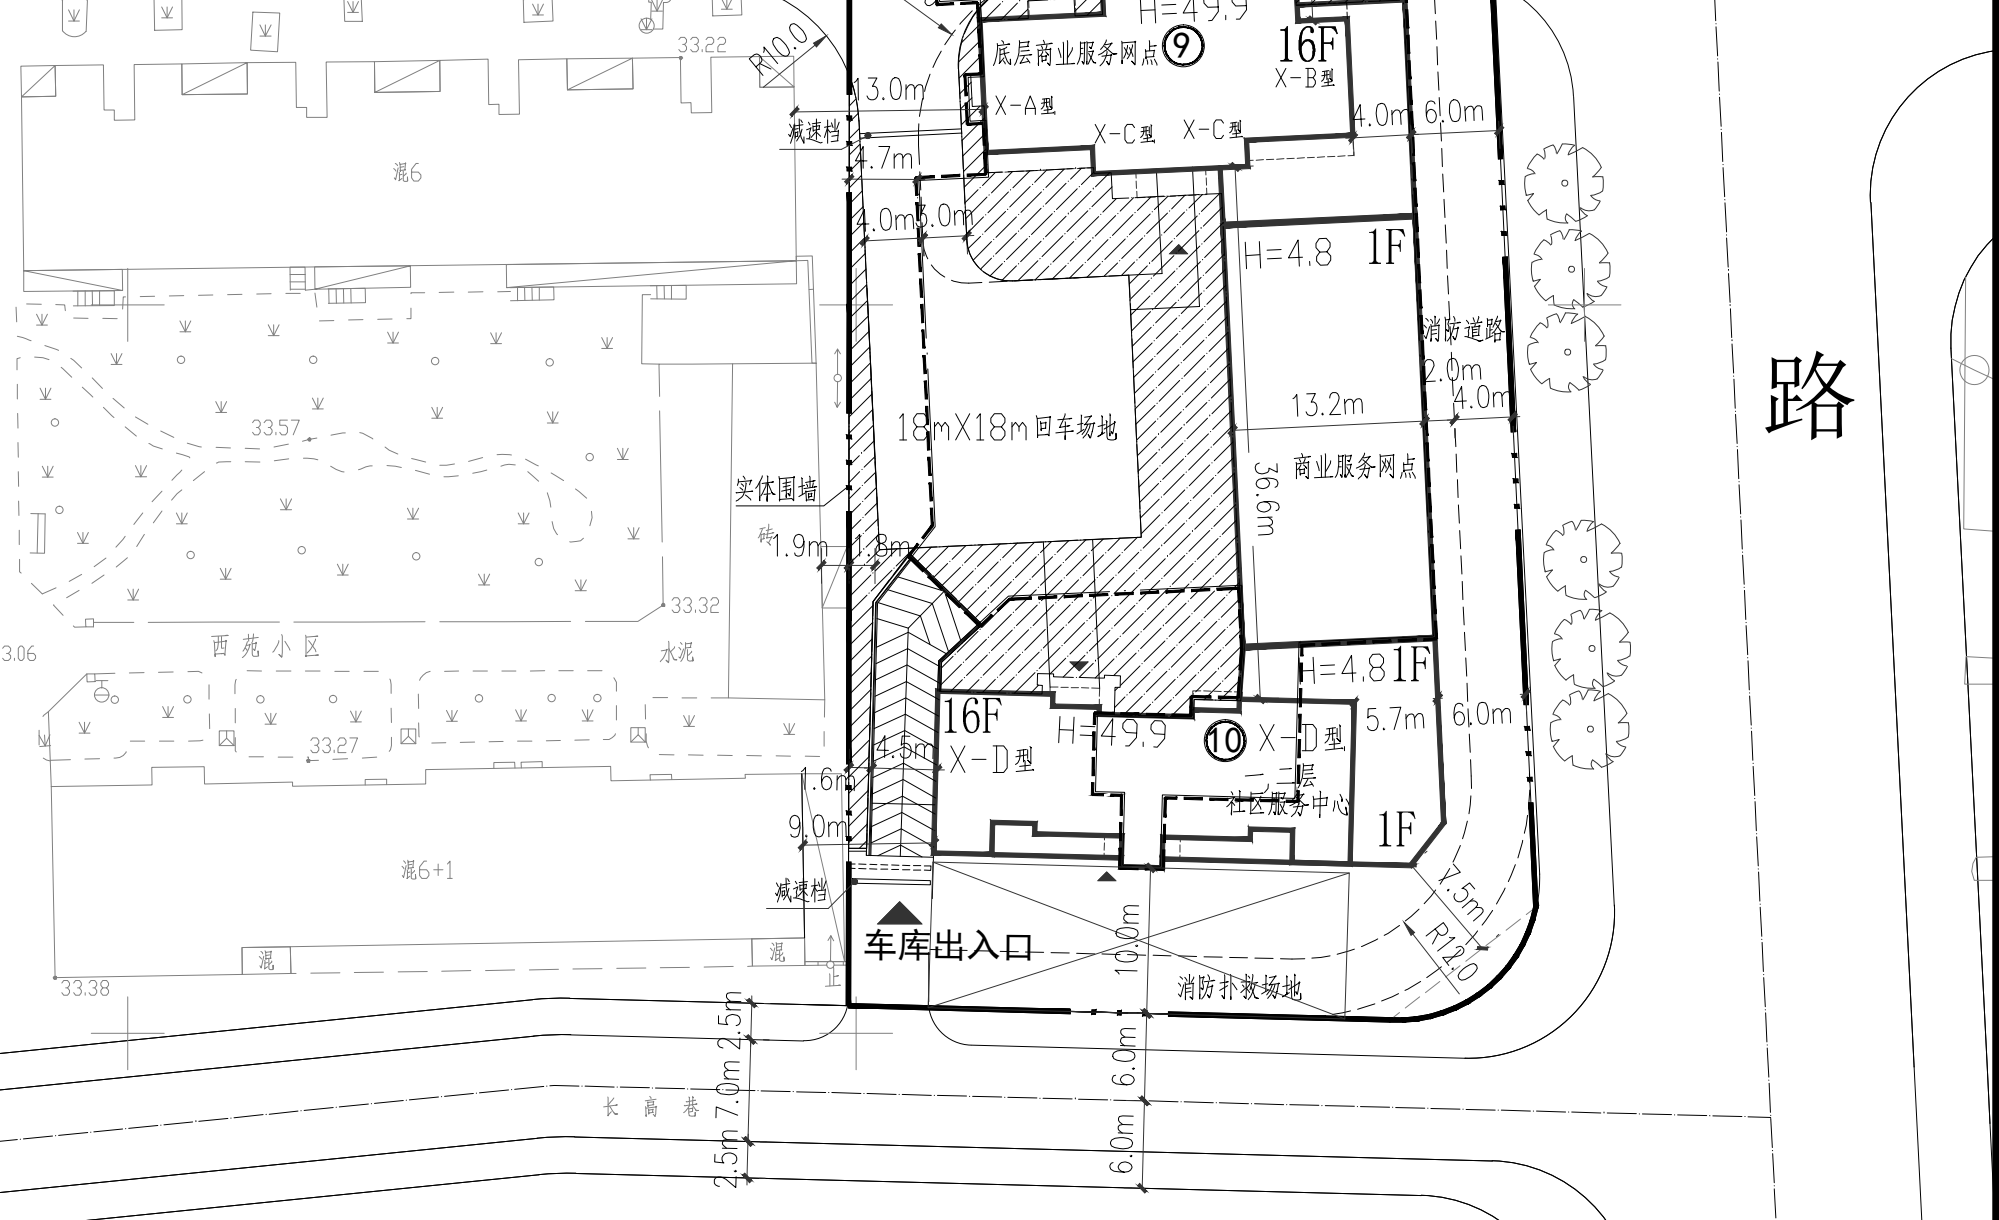 H=49.9
33.22
R10.0
底层商业服务网点
9
16F
X-B型
13.0m
X-A型
减速档
X-C型
X-C型
4.0m
6.0m
4.7m
混6
4.0m
3.0m
H=4.8
1F
消防道路
2.0m
路
13.2m
4.0m
33.57
18mX18m回车场地
商业服务网点
36.6m
实体围墙
砖
1.9m
1.8m
33.32
西苑小区
水泥
3.06
H=4.8
1F
16F
H=49.9
10
X-D型
5.7m
6.0m
33.27
4.5m
X-D型
一、二层
社区服务中心
1.6m
9.0m
1F
混6+1
减速档
7.5m
车库出入口
10.0m
R12.0
混
混
止
33.38
消防扑救场地
2.5m
6.0m
7.0m
长高巷
2.5m
6.0m